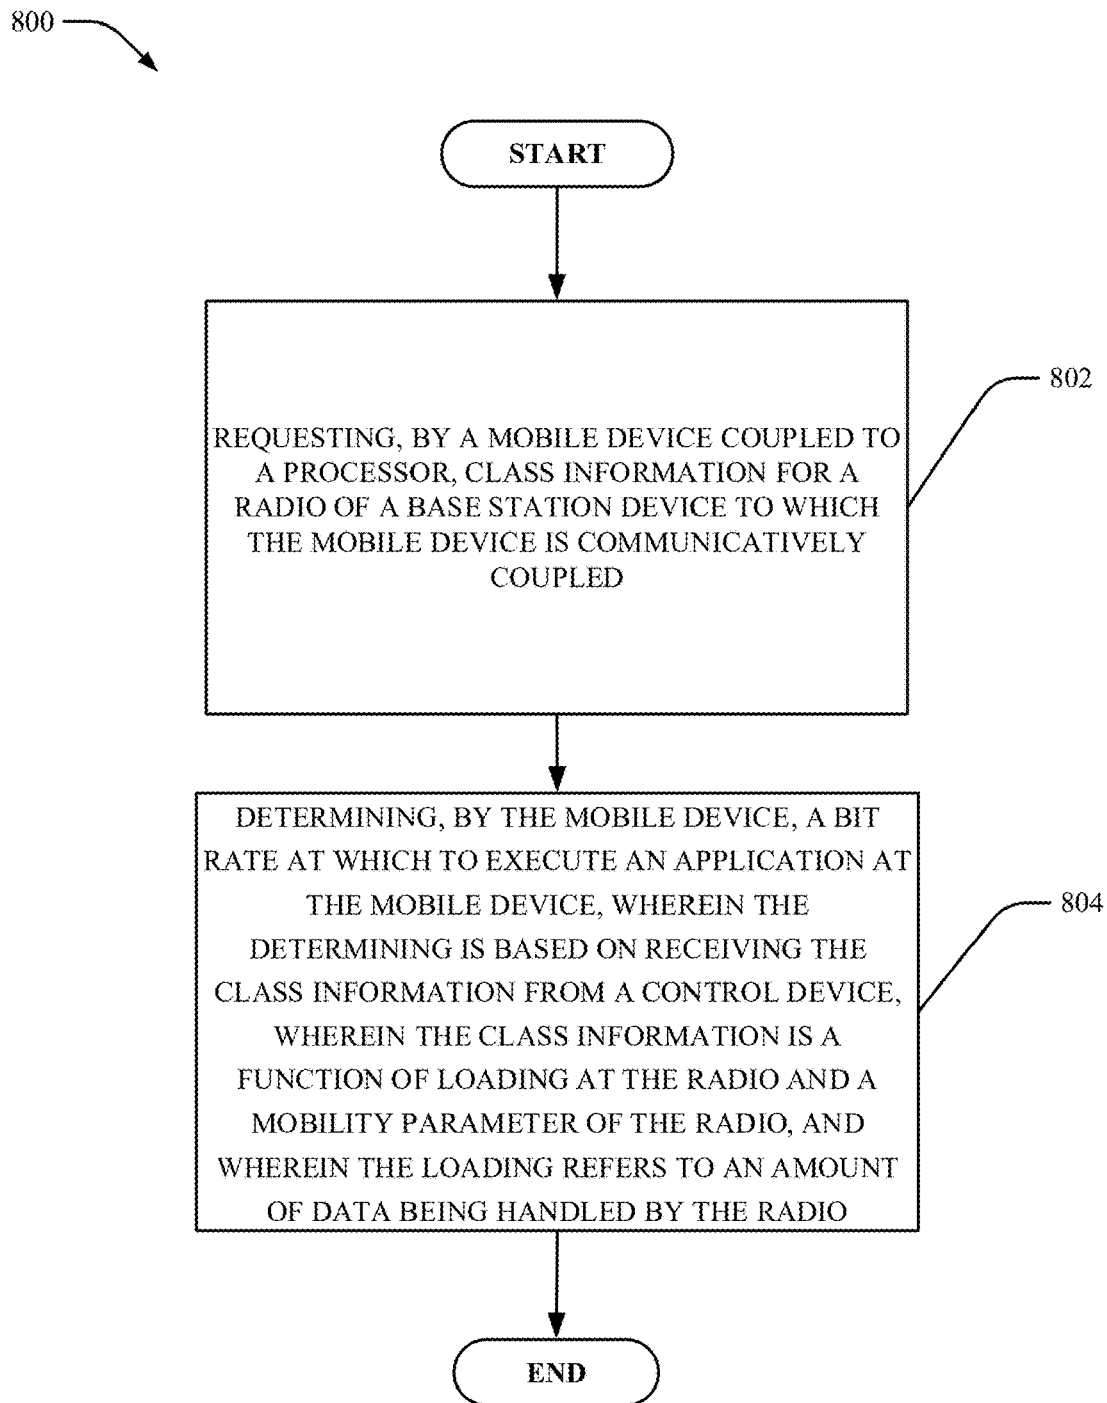 800
START
802
REQUESTING, BY A MOBILE DEVICE COUPLED TO
A PROCESSOR, CLASS INFORMATION FOR A
RADIO OF A BASE STATION DEVICE TO WHICH
THE MOBILE DEVICE IS COMMUNICATIVELY
COUPLED
DETERMINING, BY THE MOBILE DEVICE, A BIT
RATE AT WHICH TO EXECUTE AN APPLICATION AT
THE MOBILE DEVICE, WHEREIN THE
804
DETERMINING IS BASED ON RECEIVING THE
CLASS INFORMATION FROM A CONTROL DEVICE,
WHEREIN THE CLASS INFORMATION IS A
FUNCTION OF LOADING AT THE RADIO AND A
MOBILITY PARAMETER OF THE RADIO, AND
WHEREIN THE LOADING REFERS TO AN AMOUNT
OF DATA BEING HANDLED BY THE RADIO
END